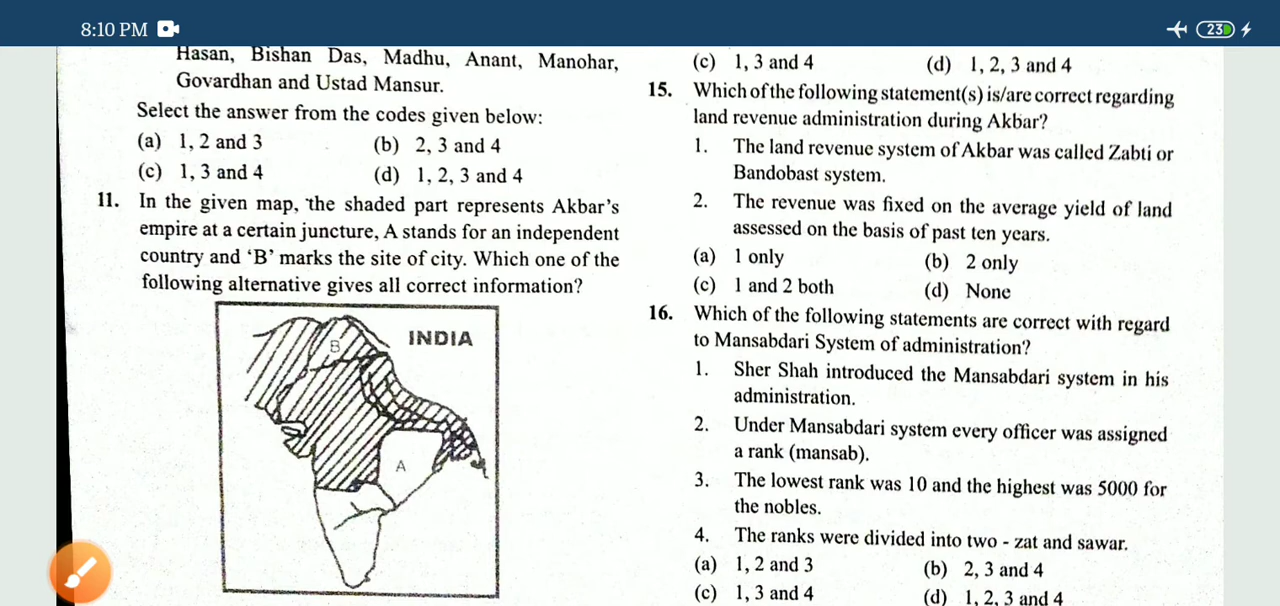 8:10 PM
23
Hasan, Bishan Das, Madhu, Anant, Manohar,
Govardhan and Ustad Mansur.
Select the answer from the codes given below:
(a) 1, 2 and 3 (b) 2, 3 and 4
(c) 1, 3 and 4 (d) 1, 2, 3 and 4
11. In the given map, the shaded part represents Akbar's
empire at a certain juncture, A stands for an independent
country and 'B' marks the site of city. Which one of the
following alternative gives all correct information?
INDIA
B
A
(c) 1, 3 and 4 (d) 1, 2, 3 and 4
15. Which of the following statement(s) is/are correct regarding
land revenue administration during Akbar?
1. The land revenue system of Akbar was called Zabti or
Bandobast system.
2. The revenue was fixed on the average yield of land
assessed on the basis of past ten years.
(a) 1 only (b) 2 only
(c) 1 and 2 both (d) None
16. Which of the following statements are correct with regard
to Mansabdari System of administration?
1. Sher Shah introduced the Mansabdari system in his
administration.
2. Under Mansabdari system every officer was assigned
a rank (mansab).
3. The lowest rank was 10 and the highest was 5000 for
the nobles.
4. The ranks were divided into two - zat and sawar.
(a) 1, 2 and 3 (b) 2, 3 and 4
(c) 1, 3 and 4 (d) 1, 2, 3 and 4